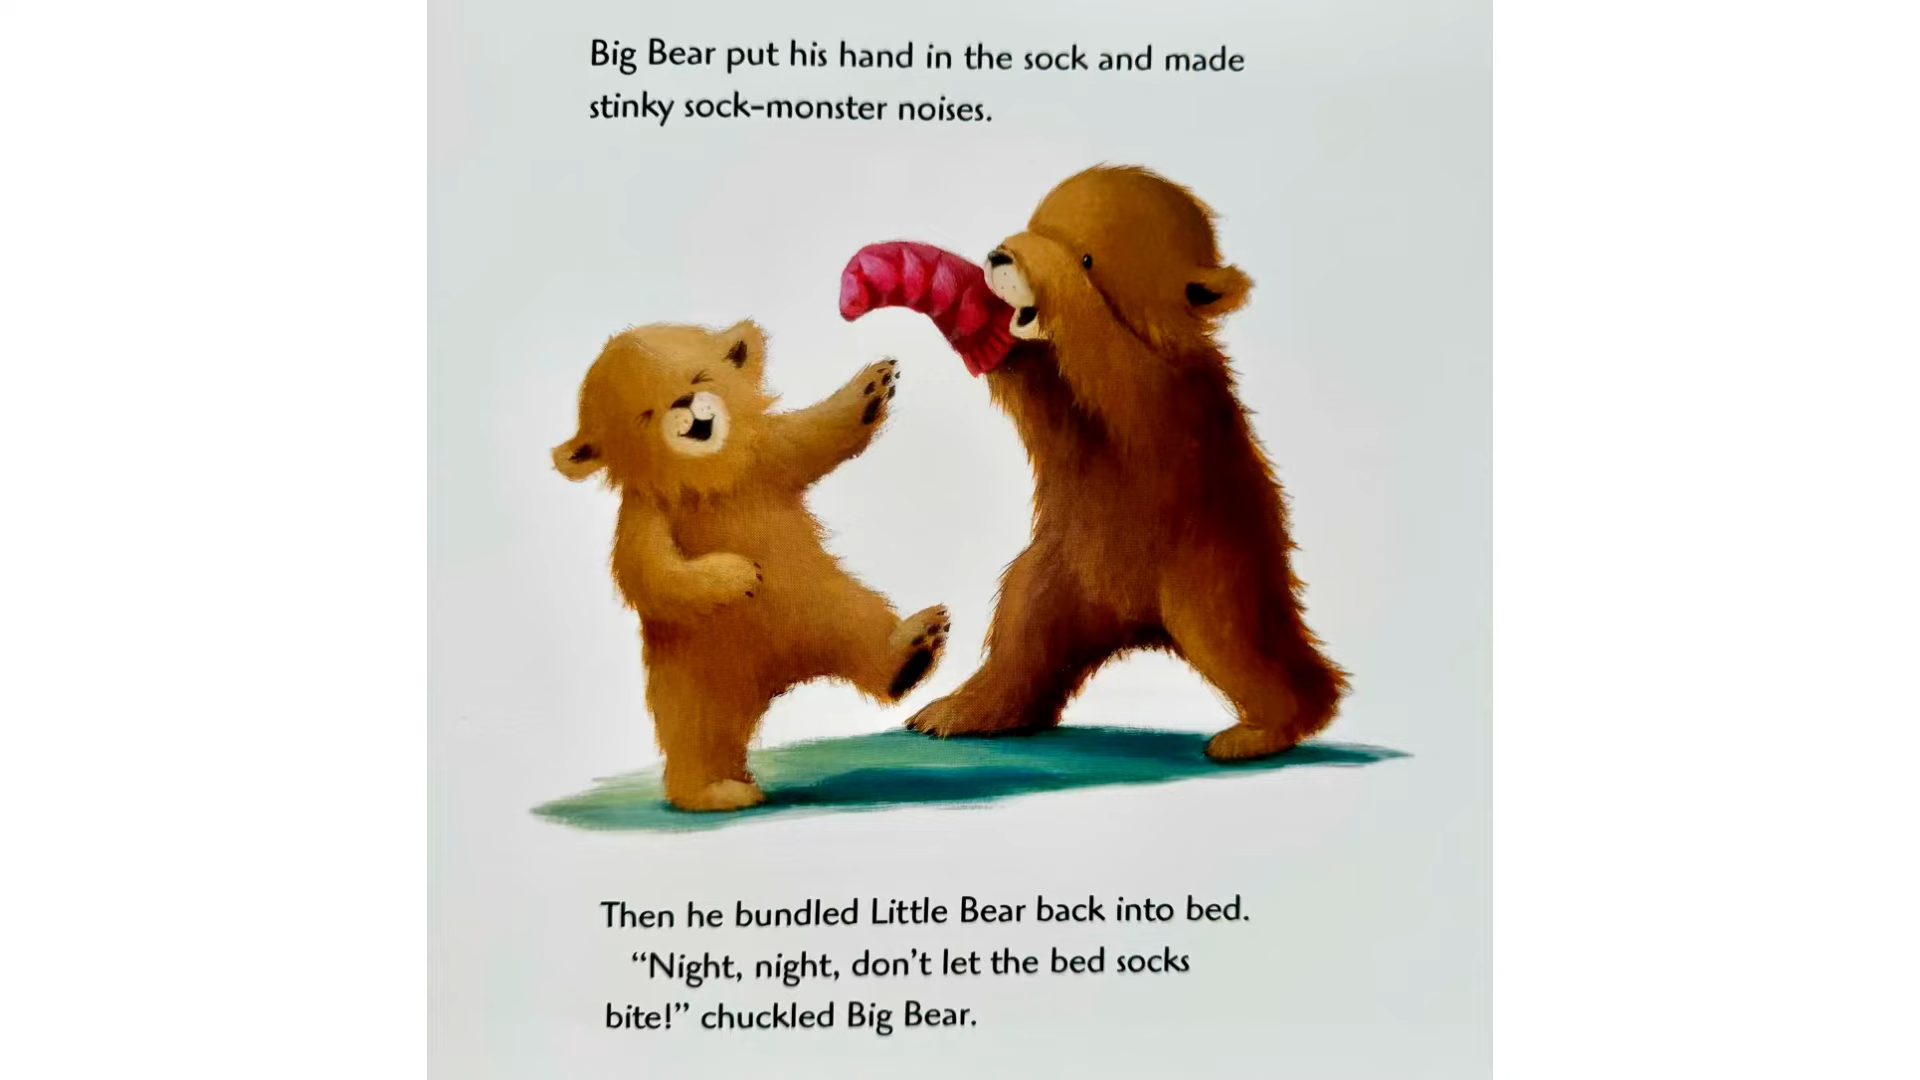 Big Bear put his hand in the sock and made
stinky sock-monster noises.
Then he bundled Little Bear back into bed.
“Night, night, don’t let the bed socks
bite!” chuckled Big Bear.